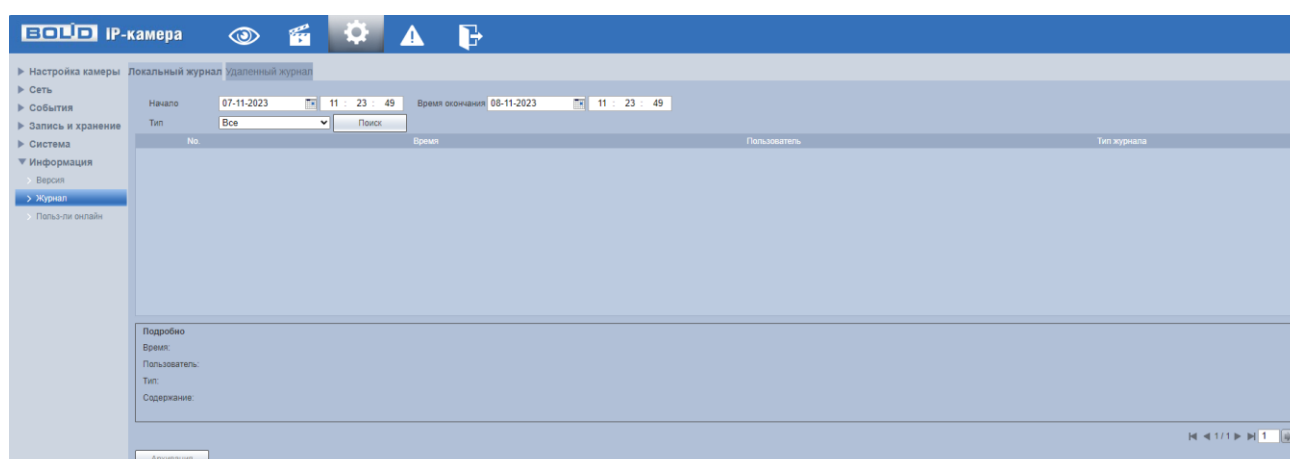 BOLID IP-камера
Настройка камеры
Сеть
События
Запись и хранение
Система
Информация
Версия
Журнал
Польз-ли онлайн
Локальный журнал Удаленный журнал
Начало 07-11-2023 11 : 23 : 49 Время окончания 08-11-2023 11 : 23 : 49
Тип Все Поиск
No. Время Пользователь Тип журнала
Подробно
Время:
Пользователь:
Тип:
Содержание:
1 / 1 1